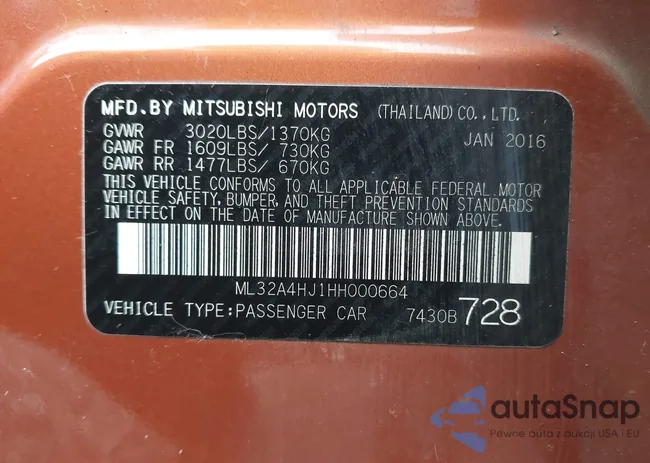 MFD.BY MITSUBISHI MOTORS (THAILAND) CO., LTD.
GVWR 3020LBS/1370KG JAN 2016
GAWR FR 1609LBS/ 730KG
GAWR RR 1477LBS/ 670KG
THIS VEHICLE CONFORMS TO ALL APPLICABLE FEDERAL MOTOR
VEHICLE SAFETY, BUMPER, AND THEFT PREVENTION STANDARDS
IN EFFECT ON THE DATE OF MANUFACTURE SHOWN ABOVE.
ML32A4HJ1HH000664
VEHICLE TYPE:PASSENGER CAR 7430B 728
autaSnap
Pewne auta z aukcji USA i EU